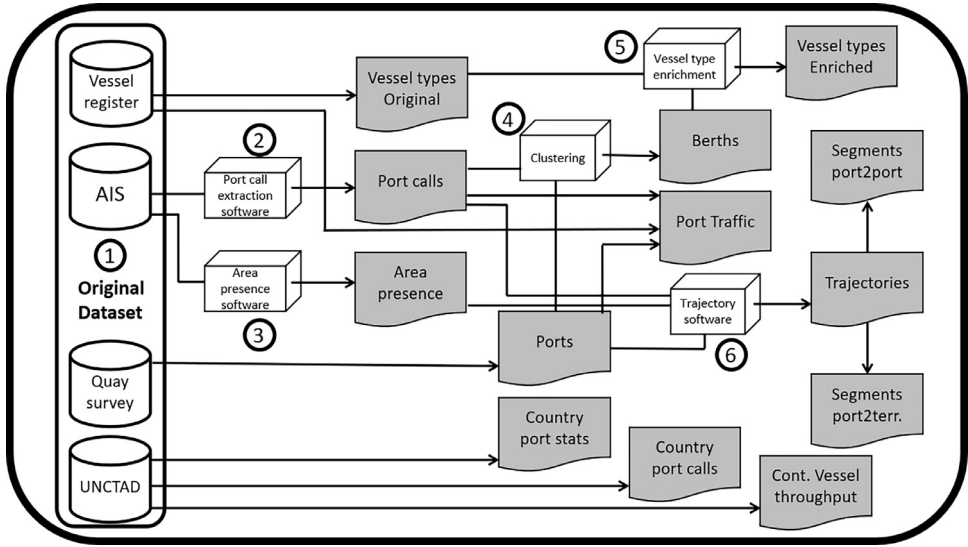 Vessel
register
AIS
1
Original
Dataset
Quay
survey
UNCTAD
2
Port call
extraction
software
Area
presence
software
3
Vessel types
Original
Port calls
Area
presence
4
Clustering
Ports
Country
port stats
5
Vessel type
enrichment
Berths
Port Traffic
Trajectory
software
6
Country
port calls
Vessel types
Enriched
Segments
port2port
Trajectories
Segments
port2terr.
Cont. Vessel
throughput